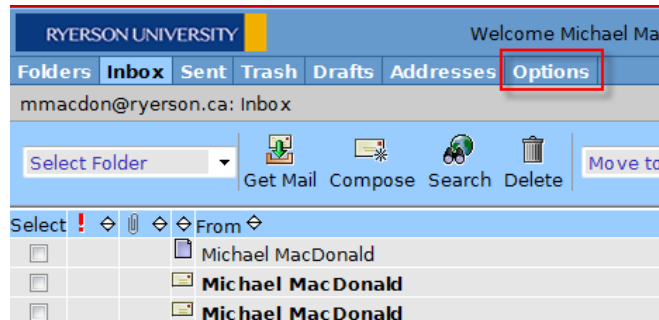 RYERSON UNIVERSITY Welcome Michael Ma
Folders Inbox Sent Trash Drafts Addresses Options
mmacdon@ryerson.ca: Inbox
Select Folder Get Mail Compose Search Delete Move to
Select ! From
Michael MacDonald
Michael MacDonald
Michael MacDonald